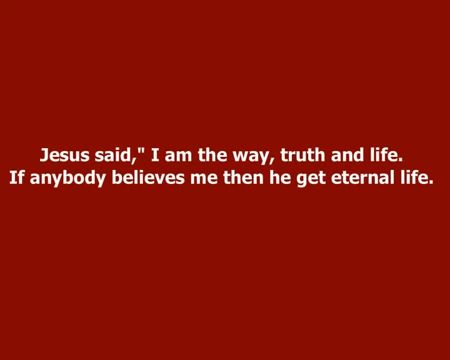 Jesus said," I am the way, truth and life.
If anybody believes me then he get eternal life.